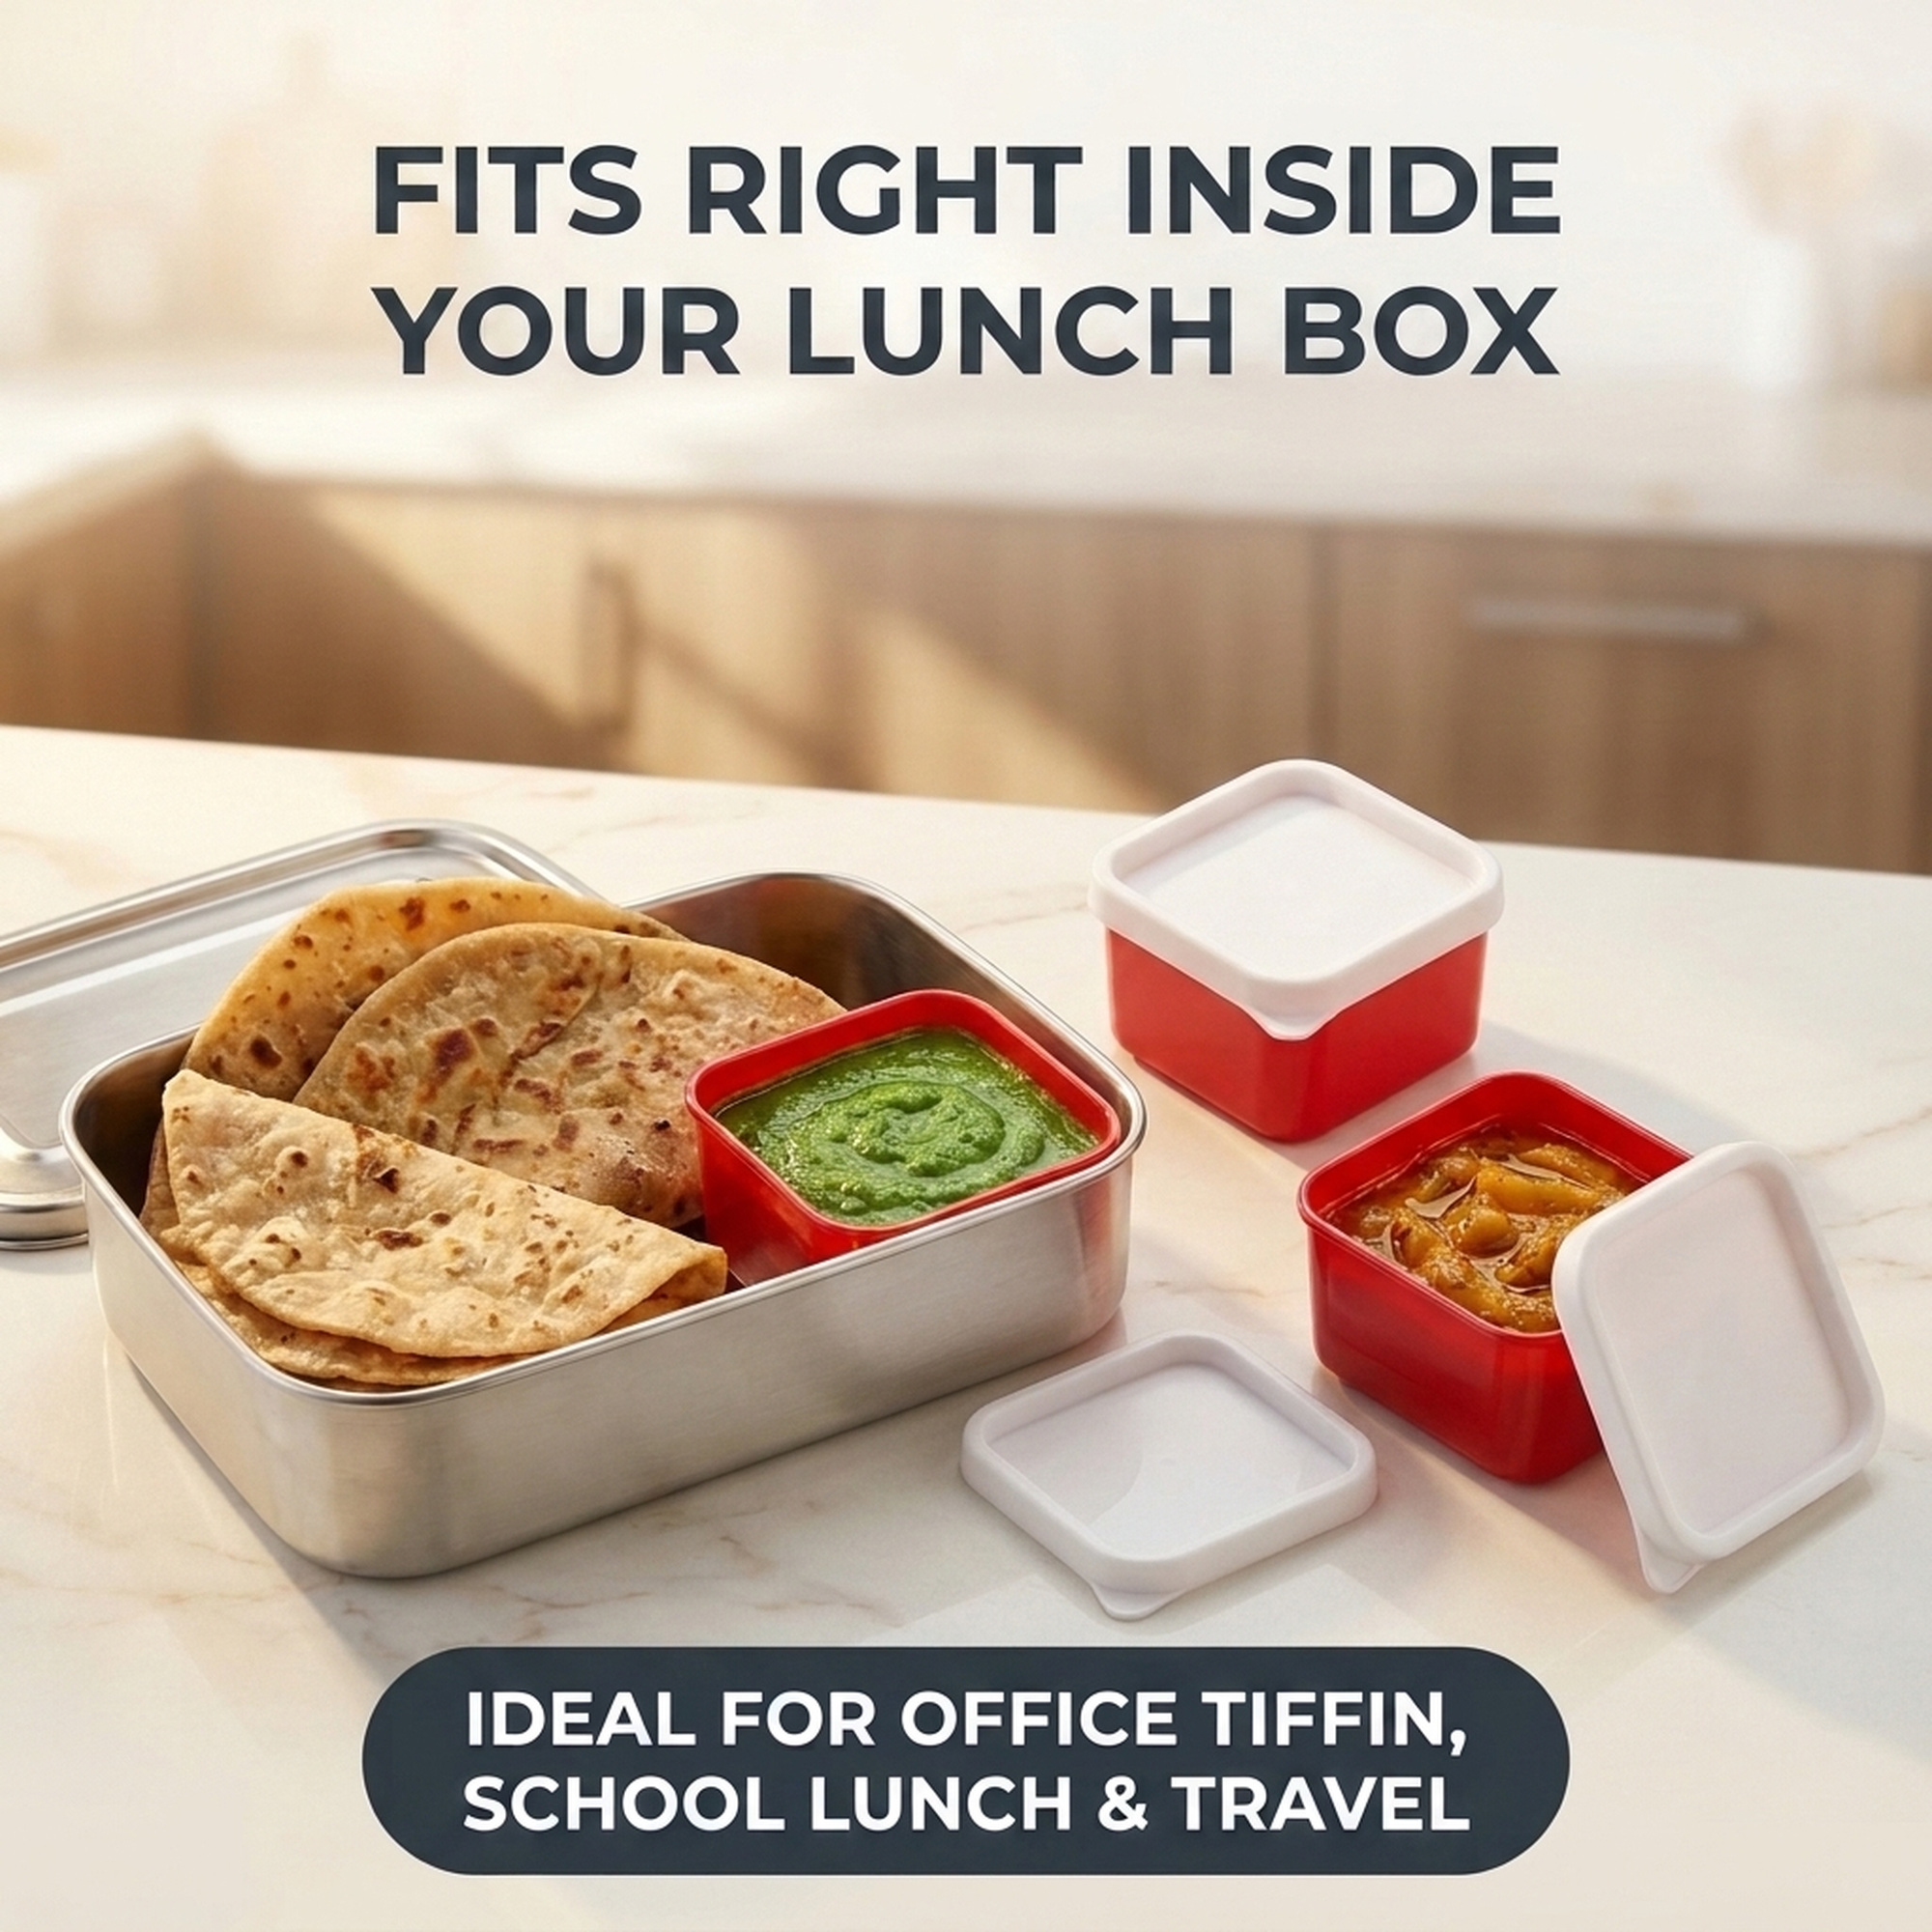 FITS RIGHT INSIDE
YOUR LUNCH BOX
IDEAL FOR OFFICE TIFFIN,
SCHOOL LUNCH & TRAVEL